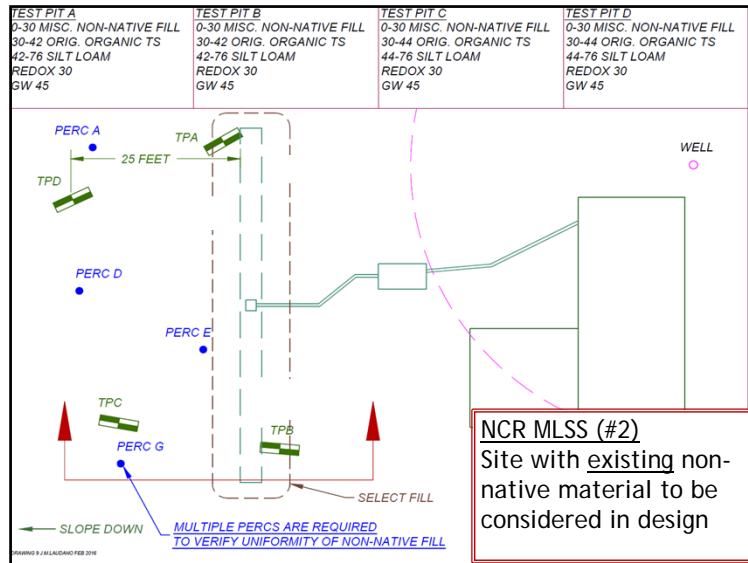 TEST PIT A
0-30 MISC. NON-NATIVE FILL
30-42 ORIG. ORGANIC TS
42-76 SILT LOAM
REDOX 30
GW 45
TEST PIT B
0-30 MISC. NON-NATIVE FILL
30-42 ORIG. ORGANIC TS
42-76 SILT LOAM
REDOX 30
GW 45
TEST PIT C
0-30 MISC. NON-NATIVE FILL
30-44 ORIG. ORGANIC TS
44-76 SILT LOAM
REDOX 30
GW 45
TEST PIT D
0-30 MISC. NON-NATIVE FILL
30-44 ORIG. ORGANIC TS
44-76 SILT LOAM
REDOX 30
GW 45
PERC A
TPA
WELL
25 FEET
TPD
PERC D
PERC E
TPC
TPB
PERC G
SELECT FILL
SLOPE DOWN
MULTIPLE PERCS ARE REQUIRED
TO VERIFY UNIFORMITY OF NON-NATIVE FILL
DRAWING 9 J.M.LAUDANO FEB 2016
NCR MLSS (#2)
Site with existing non-
native material to be
considered in design